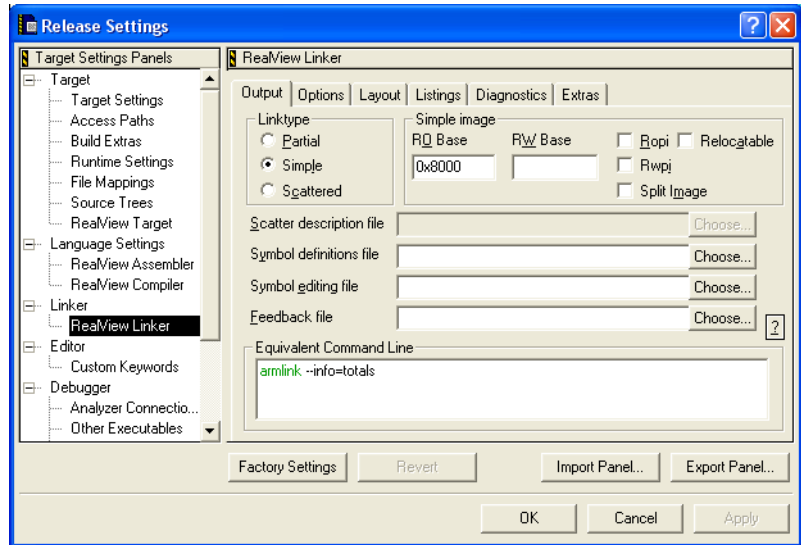 Release Settings
Target Settings Panels
Target
Target Settings
Access Paths
Build Extras
Runtime Settings
File Mappings
Source Trees
RealView Target
Language Settings
RealView Assembler
RealView Compiler
Linker
RealView Linker
Editor
Custom Keywords
Debugger
Analyzer Connectio...
Other Executables
RealView Linker
Output Options Layout Listings Diagnostics Extras
Linktype
Partial
Simple
Scattered
Simple image
RO Base RW Base Ropi Relocatable
0x8000 Rwpi
Split Image
Scatter description file Choose...
Symbol definitions file Choose...
Symbol editing file Choose...
Feedback file Choose... ?
Equivalent Command Line
armlink --info=totals
Factory Settings Revert Import Panel... Export Panel...
OK Cancel Apply